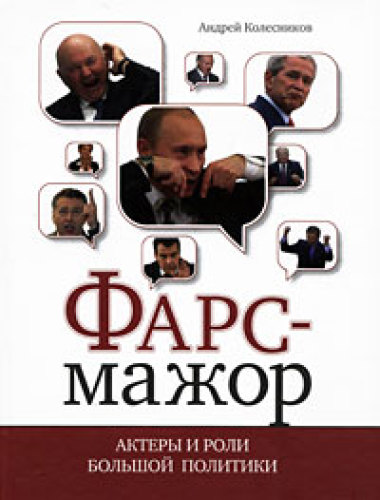 Андрей Колесников
Фарс-
мажор
АКТЕРЫ И РОЛИ
БОЛЬШОЙ ПОЛИТИКИ